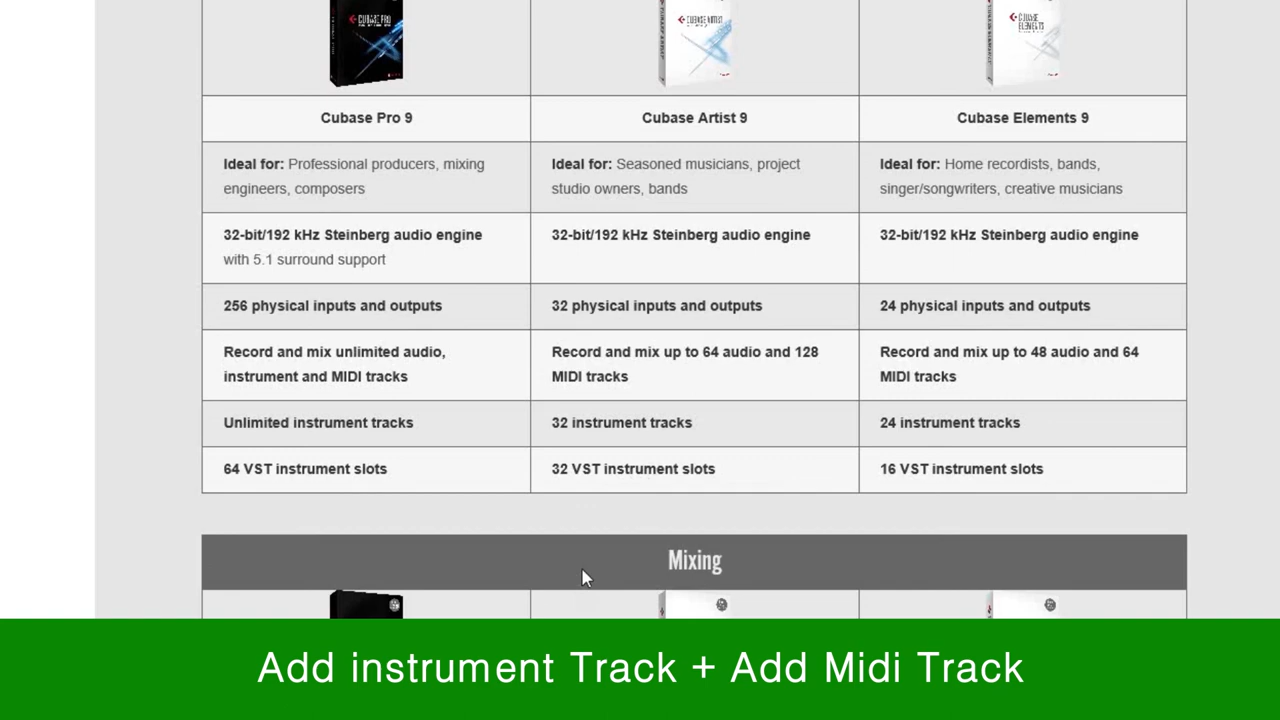 CUBASE PRO
CUBASE ARTIST
CUBASE
ELEMENTS
Cubase Pro 9
Cubase Artist 9
Cubase Elements 9
Ideal for: Professional producers, mixing
engineers, composers
Ideal for: Seasoned musicians, project
studio owners, bands
Ideal for: Home recordists, bands,
singer/songwriters, creative musicians
32-bit/192 kHz Steinberg audio engine
with 5.1 surround support
32-bit/192 kHz Steinberg audio engine
32-bit/192 kHz Steinberg audio engine
256 physical inputs and outputs
32 physical inputs and outputs
24 physical inputs and outputs
Record and mix unlimited audio,
instrument and MIDI tracks
Record and mix up to 64 audio and 128
MIDI tracks
Record and mix up to 48 audio and 64
MIDI tracks
Unlimited instrument tracks
32 instrument tracks
24 instrument tracks
64 VST instrument slots
32 VST instrument slots
16 VST instrument slots
Mixing
Add instrument Track + Add Midi Track